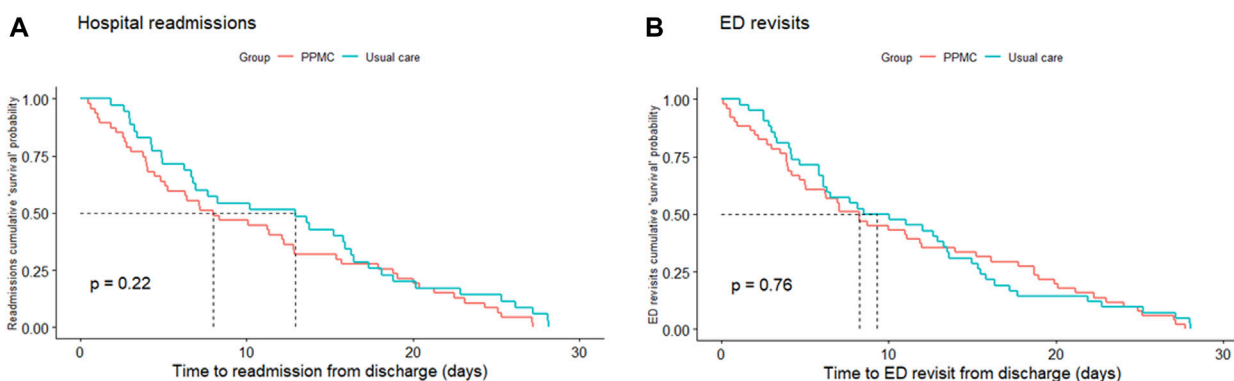 A
Hospital readmissions
Group PPMC Usual care
Readmissions cumulative 'survival' probability
1.00
0.75
0.50
0.25
0.00
p = 0.22
0 10 20 30
Time to readmission from discharge (days)
B
ED revisits
Group PPMC Usual care
ED revisits cumulative 'survival' probability
1.00
0.75
0.50
0.25
0.00
p = 0.76
0 10 20 30
Time to ED revisit from discharge (days)